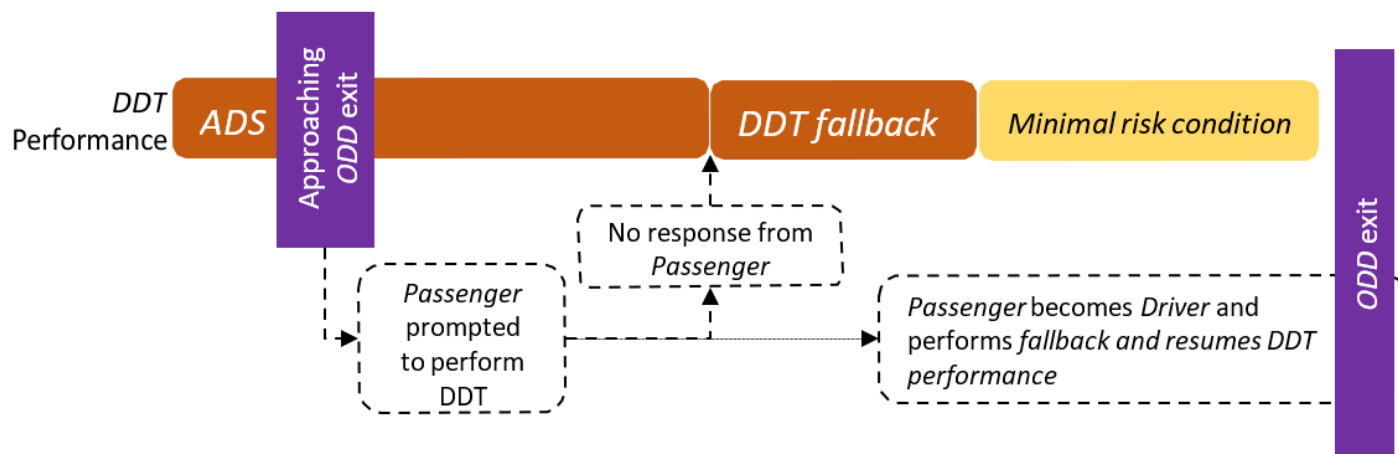 DDT
Performance
ADS
Approaching
ODD exit
DDT fallback
Minimal risk condition
No response from
Passenger
Passenger
prompted
to perform
DDT
Passenger becomes Driver and
performs fallback and resumes DDT
performance
ODD exit